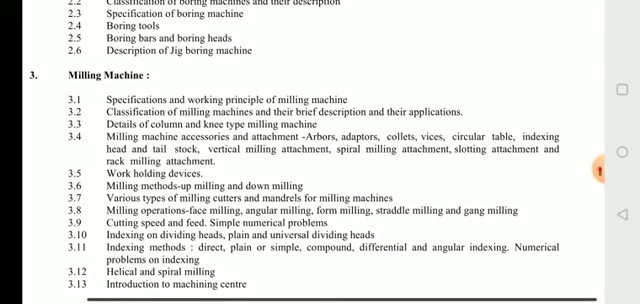 2.2 Classification of boring machines and their description
2.3 Specification of boring machine
2.4 Boring tools
2.5 Boring bars and boring heads
2.6 Description of Jig boring machine
3. Milling Machine :
3.1 Specifications and working principle of milling machine
3.2 Classification of milling machines and their brief description and their applications.
3.3 Details of column and knee type milling machine
3.4 Milling machine accessories and attachment -Arbors, adaptors, collets, vices, circular table, indexing
head and tail stock, vertical milling attachment, spiral milling attachment, slotting attachment and
rack milling attachment.
3.5 Work holding devices.
3.6 Milling methods-up milling and down milling
3.7 Various types of milling cutters and mandrels for milling machines
3.8 Milling operations-face milling, angular milling, form milling, straddle milling and gang milling
3.9 Cutting speed and feed. Simple numerical problems
3.10 Indexing on dividing heads, plain and universal dividing heads
3.11 Indexing methods : direct, plain or simple, compound, differential and angular indexing. Numerical
problems on indexing
3.12 Helical and spiral milling
3.13 Introduction to machining centre